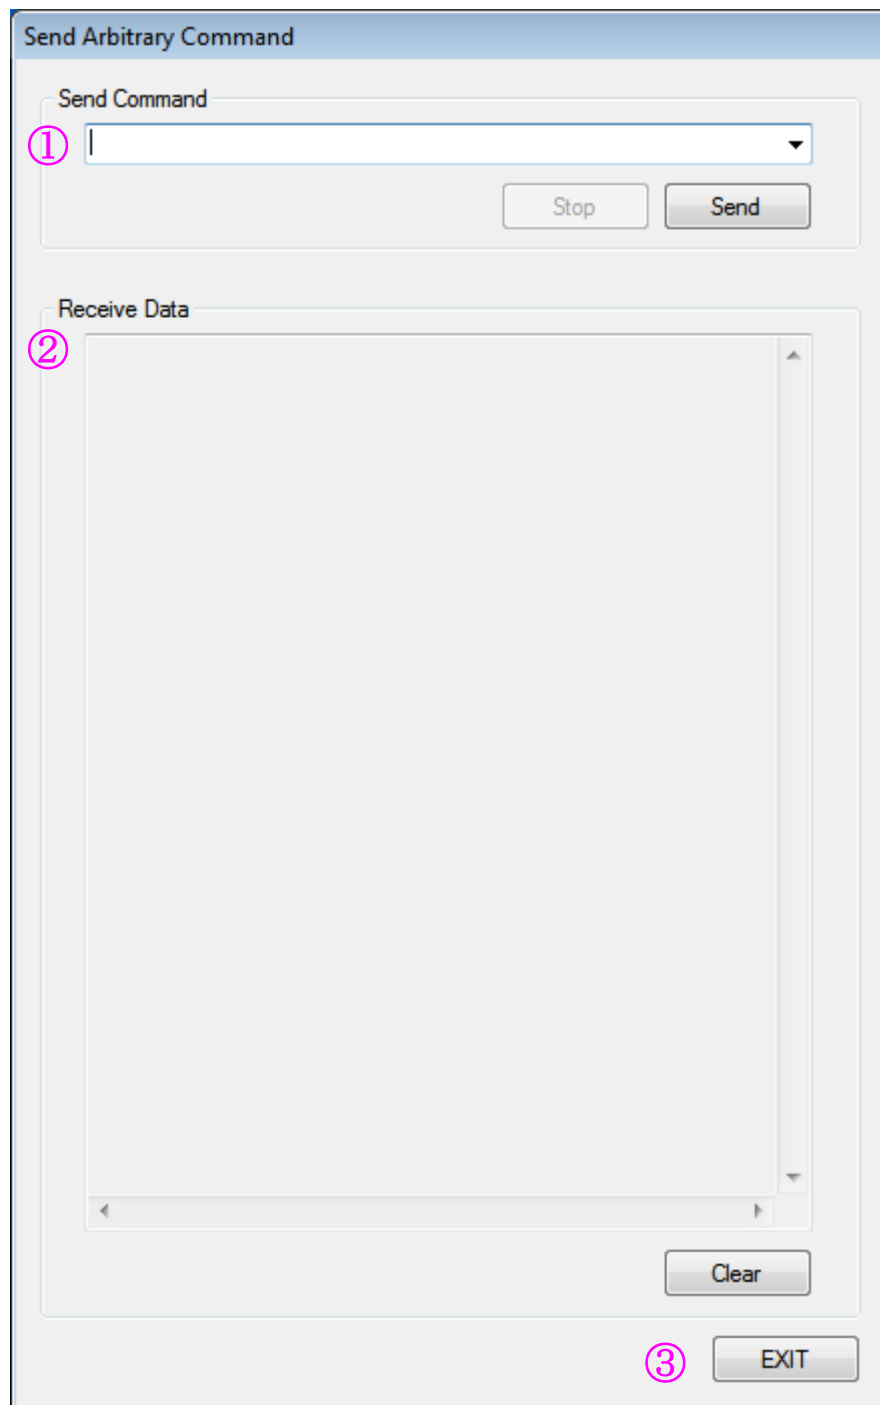 Send Arbitrary Command
Send Command
①
Stop Send
Receive Data
②
Clear
③ EXIT